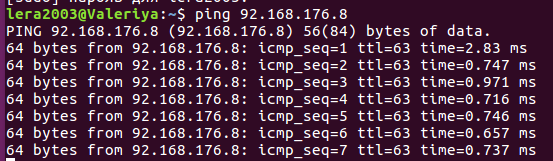 lera2003@Valeriya:~$ ping 92.168.176.8
PING 92.168.176.8 (92.168.176.8) 56(84) bytes of data.
64 bytes from 92.168.176.8: icmp_seq=1 ttl=63 time=2.83 ms
64 bytes from 92.168.176.8: icmp_seq=2 ttl=63 time=0.747 ms
64 bytes from 92.168.176.8: icmp_seq=3 ttl=63 time=0.971 ms
64 bytes from 92.168.176.8: icmp_seq=4 ttl=63 time=0.716 ms
64 bytes from 92.168.176.8: icmp_seq=5 ttl=63 time=0.746 ms
64 bytes from 92.168.176.8: icmp_seq=6 ttl=63 time=0.657 ms
64 bytes from 92.168.176.8: icmp_seq=7 ttl=63 time=0.737 ms